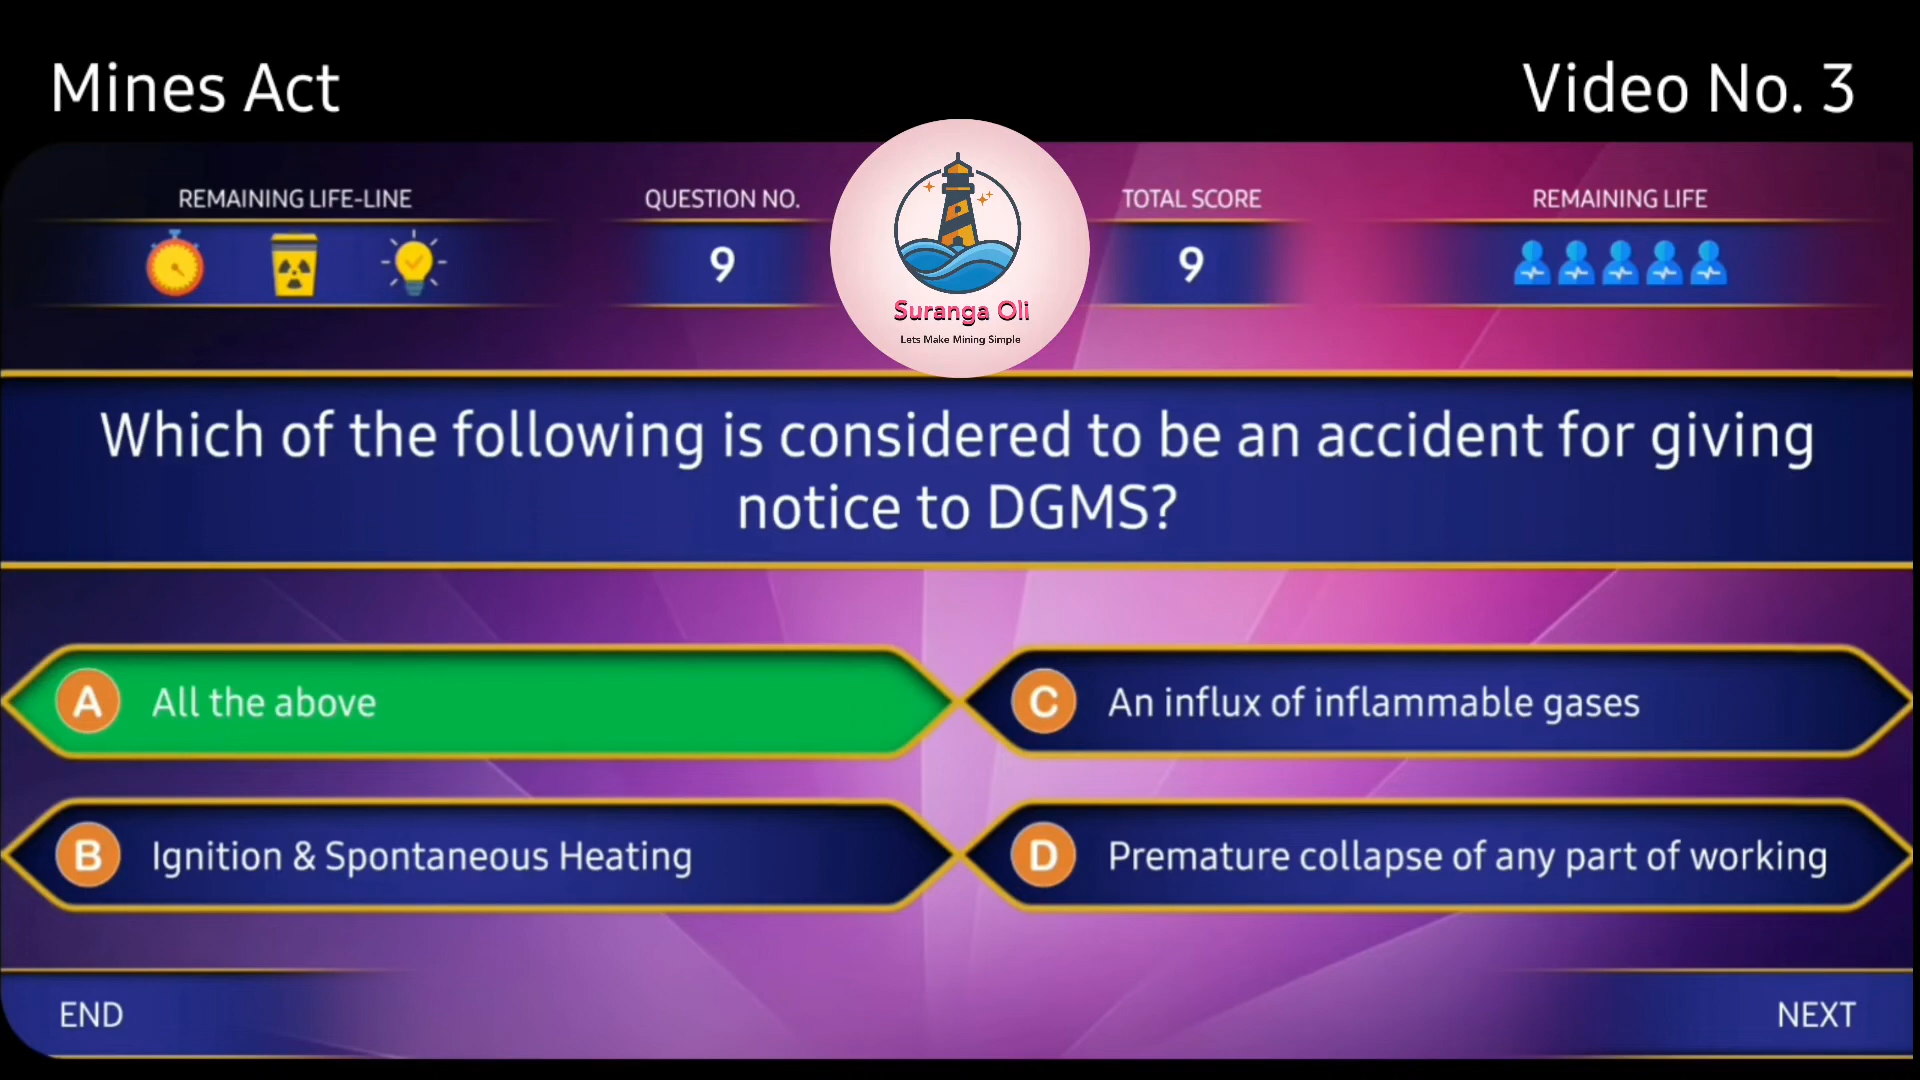 Mines Act
Video No. 3
REMAINING LIFE-LINE
QUESTION NO.
TOTAL SCORE
REMAINING LIFE
9
9
Suranga Oli
Lets Make Mining Simple
Which of the following is considered to be an accident for giving
notice to DGMS?
A All the above
C An influx of inflammable gases
B Ignition & Spontaneous Heating
D Premature collapse of any part of working
END
NEXT